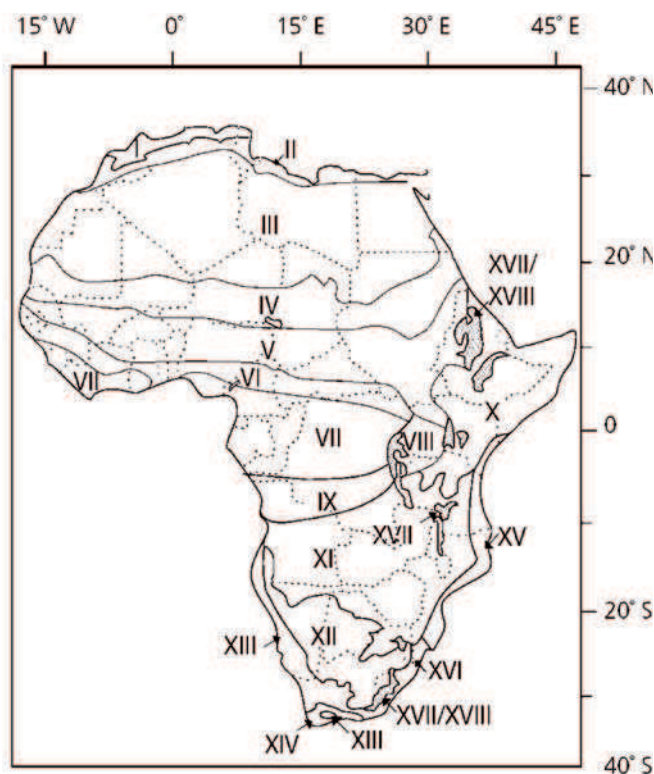 15° W 0° 15° E 30° E 45° E
40° N
I
II
III
20° N
XVII/
XVIII
IV
V
VI
VII
X
0
VII
VIII
IX
XVII
XV
XI
20° S
XII
XIII
XVI
XVII/XVIII
XIV
XIII
40° S